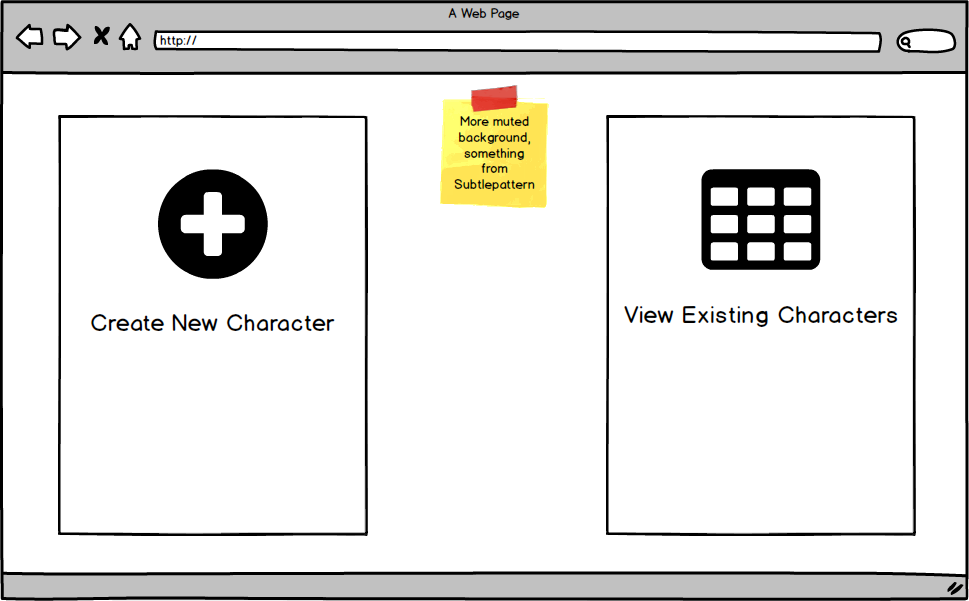 A Web Page
http://
More muted
background,
something
from
Subtlepattern
Create New Character
View Existing Characters